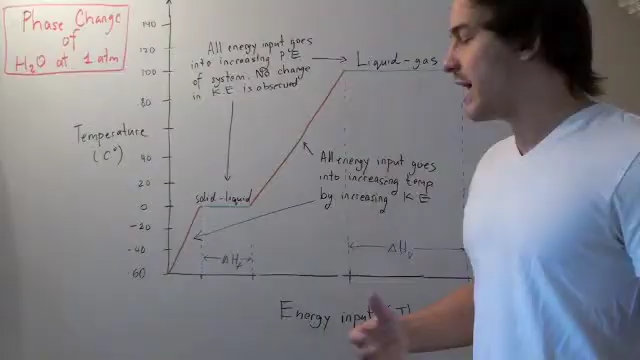 Phase Change
of
H₂O at 1 atm
140
120
100
80
Temperature
(C°)
40
20
0
-20
-40
-60
All energy input goes
into increasing PE
of system. No change
in KE is observed
Liquid-gas
solid-liquid
All energy input goes
into increasing temp
by increasing KE
ΔHf
ΔHv
Energy input (J)